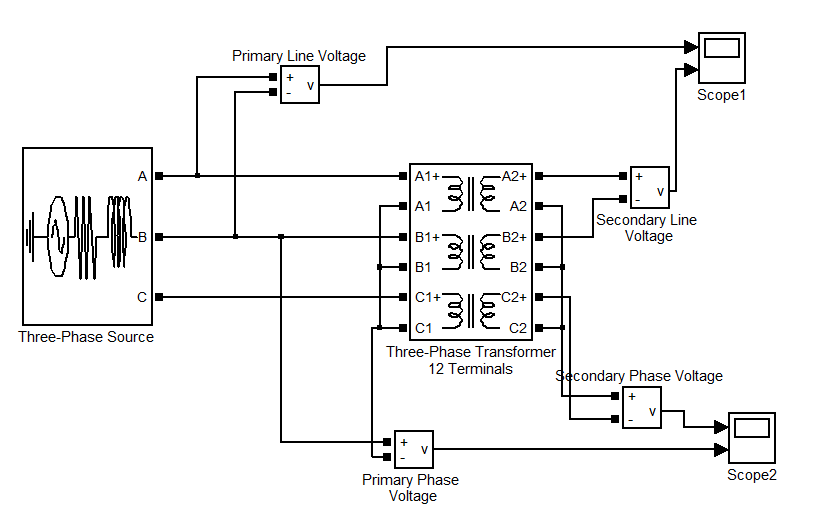 Primary Line Voltage
+
-
v
Scope1
A
B
C
Three-Phase Source
A1+
A1
B1+
B1
C1+
C1
A2+
A2
B2+
B2
C2+
C2
Three-Phase Transformer
12 Terminals
+
-
v
Secondary Line
Voltage
Secondary Phase Voltage
+
-
v
Scope2
+
-
v
Primary Phase
Voltage